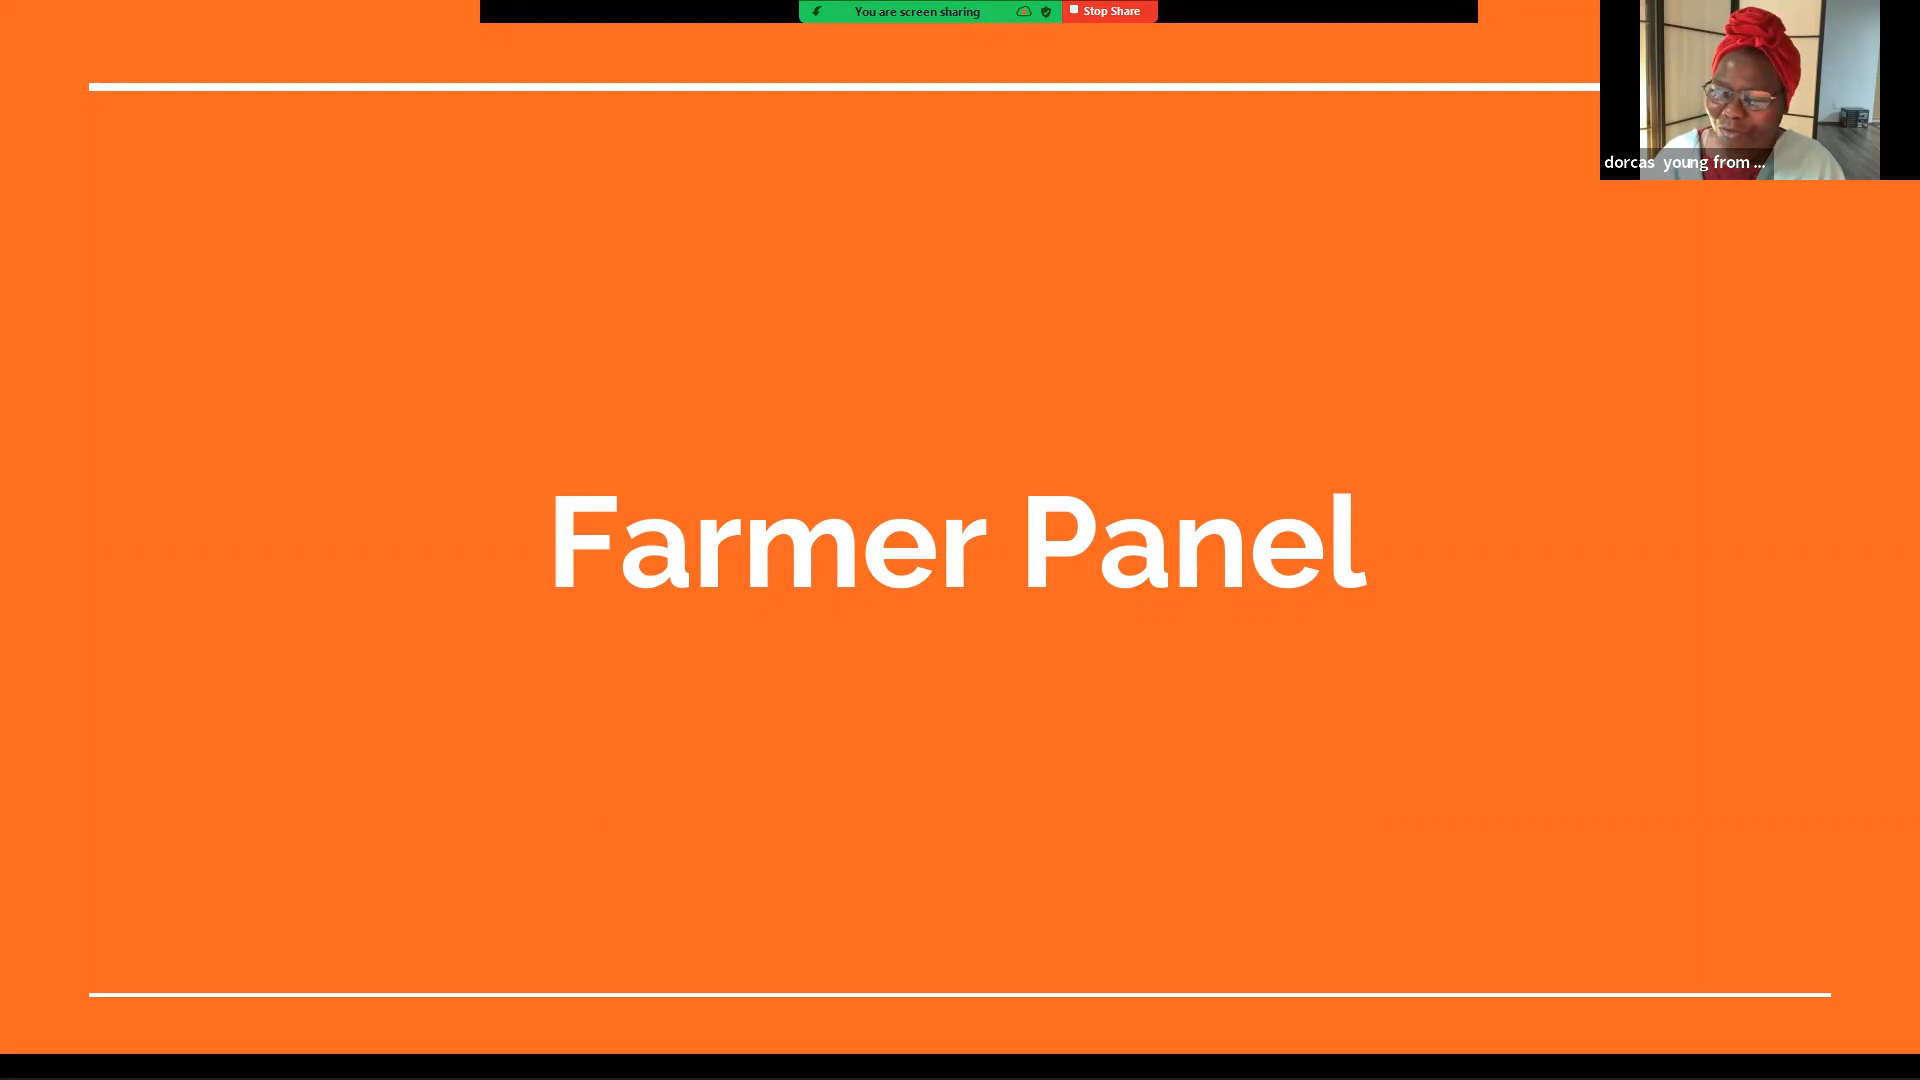 You are screen sharing
Stop Share
dorcas young from ...
Farmer Panel